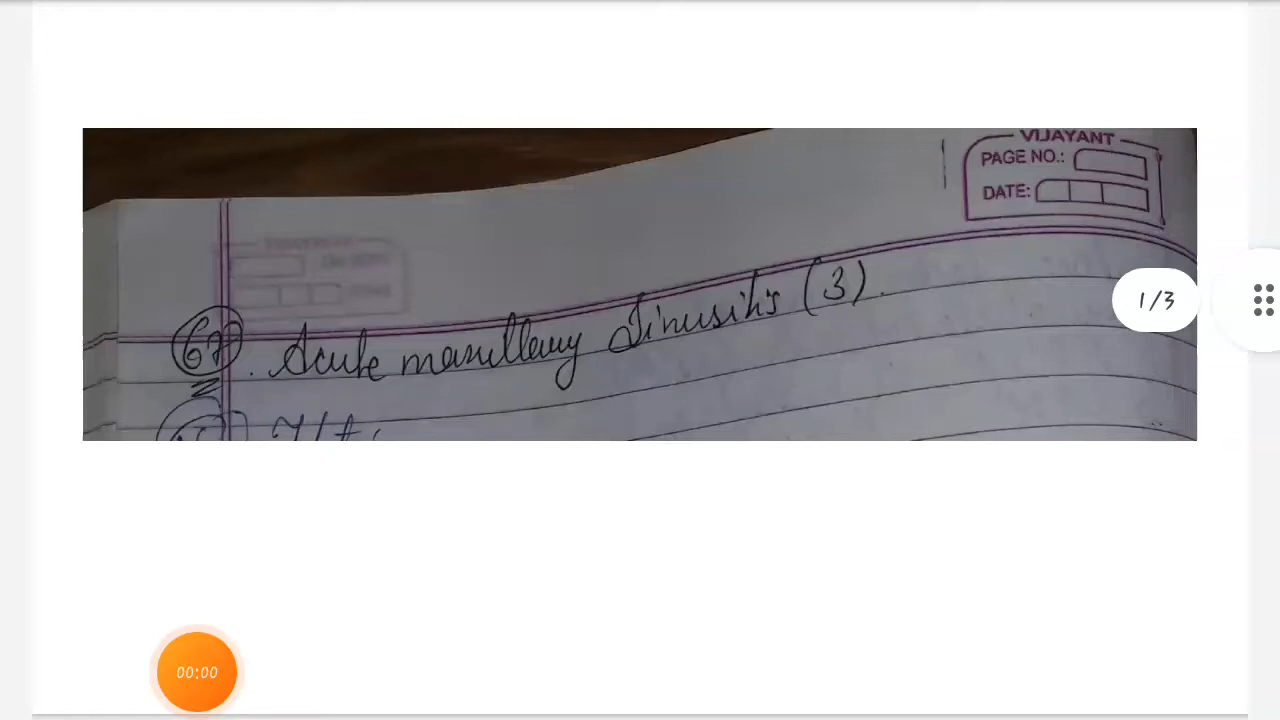 VIJAYANT
PAGE NO.:
DATE:
67. Acute maxillary Sinusitis (3).
1/3
00:00